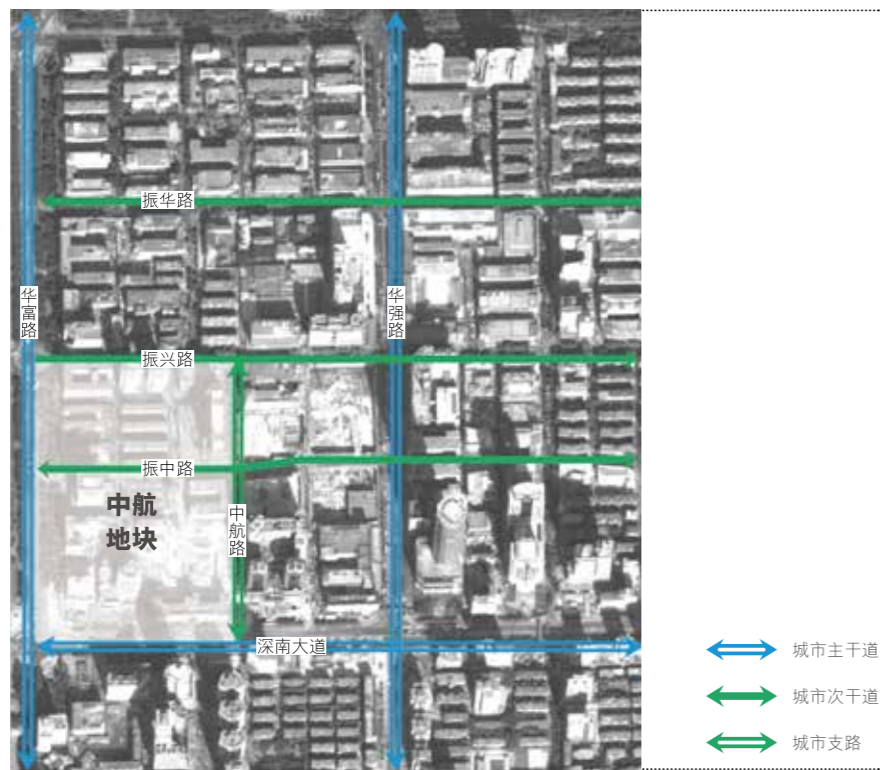 振华路
华富路
华强路
振兴路
振中路
中航
地块
中航路
深南大道
城市主干道
城市次干道
城市支路